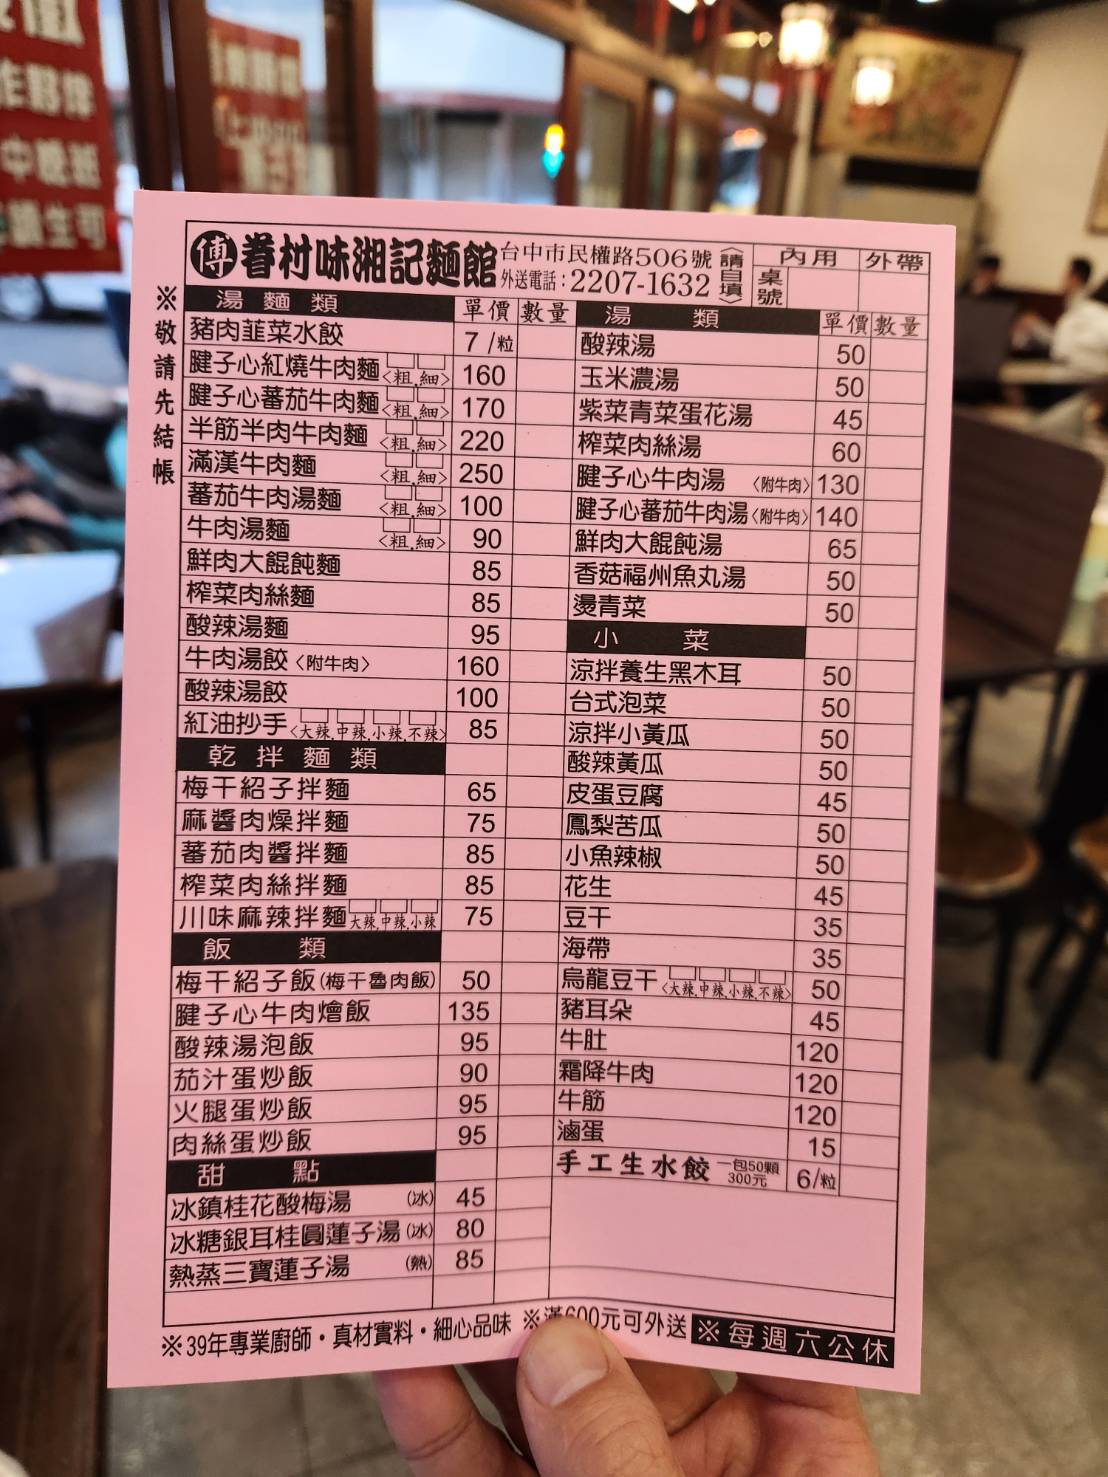 傳 眷村味湘記麵館
台中市民權路506號
外送電話:2207-1632
〈請自填〉
內用 外帶
桌號
※敬請先結帳
湯麵類 單價 數量
豬肉韮菜水餃 7/粒
腱子心紅燒牛肉麵 <粗,細> 160
腱子心蕃茄牛肉麵 <粗,細> 170
半筋半肉牛肉麵 <粗,細> 220
滿漢牛肉麵 <粗,細> 250
蕃茄牛肉湯麵 <粗,細> 100
牛肉湯麵 <粗,細> 90
鮮肉大餛飩麵 85
榨菜肉絲麵 85
酸辣湯麵 95
牛肉湯餃〈附牛肉〉 160
酸辣湯餃 100
紅油抄手 <大辣,中辣,小辣,不辣> 85
乾拌麵類
梅干紹子拌麵 65
麻醬肉燥拌麵 75
蕃茄肉醬拌麵 85
榨菜肉絲拌麵 85
川味麻辣拌麵 大辣,中辣,小辣 75
飯類
梅干紹子飯(梅干魯肉飯) 50
腱子心牛肉燴飯 135
酸辣湯泡飯 95
茄汁蛋炒飯 90
火腿蛋炒飯 95
肉絲蛋炒飯 95
甜點
冰鎮桂花酸梅湯 (冰) 45
冰糖銀耳桂圓蓮子湯(冰) 80
熱蒸三寶蓮子湯 (熱) 85
湯類 單價 數量
酸辣湯 50
玉米濃湯 50
紫菜青菜蛋花湯 45
榨菜肉絲湯 60
腱子心牛肉湯 〈附牛肉〉 130
腱子心蕃茄牛肉湯〈附牛肉〉 140
鮮肉大餛飩湯 65
香菇福州魚丸湯 50
燙青菜 50
小菜
涼拌養生黑木耳 50
台式泡菜 50
涼拌小黃瓜 50
酸辣黃瓜 50
皮蛋豆腐 45
鳳梨苦瓜 50
小魚辣椒 50
花生 45
豆干 35
海帶 35
烏龍豆干 <大辣,中辣,小辣,不辣> 50
豬耳朵 45
牛肚 120
霜降牛肉 120
牛筋 120
滷蛋 15
手工生水餃 一包50顆 300元 6/粒
※39年專業廚師・真材實料・細心品味 ※滿600元可外送 ※每週六公休